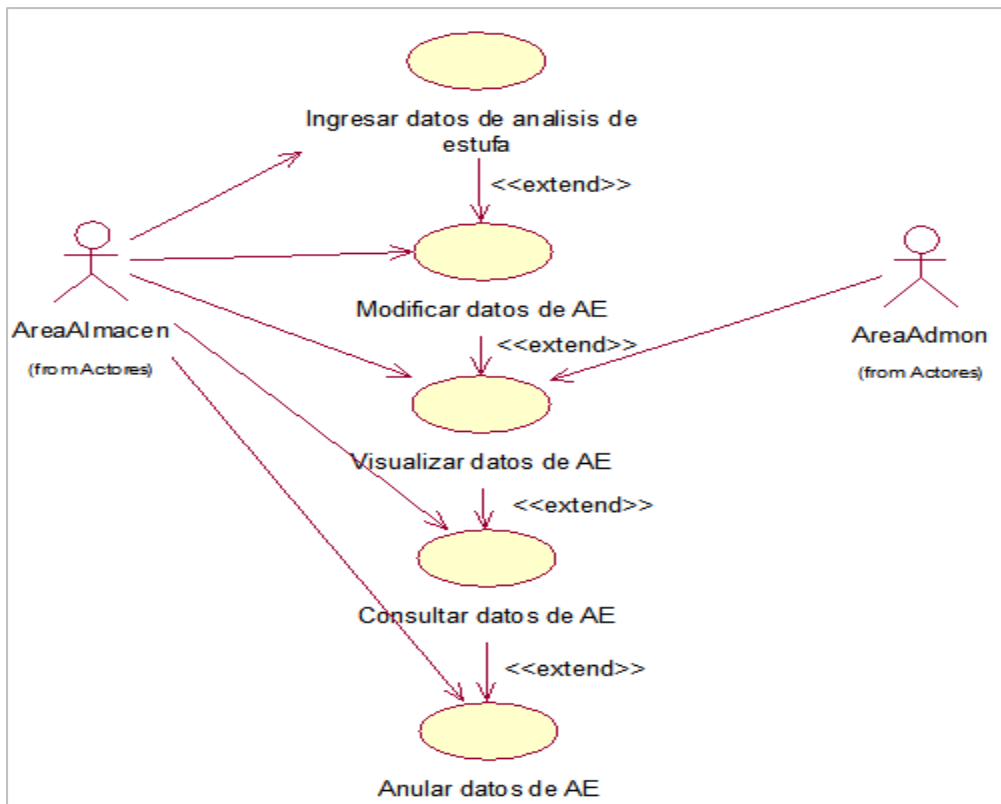 Ingresar datos de analisis de
estufa
<<extend>>
Modificar datos de AE
AreaAlmacen
(from Actores)
AreaAdmon
(from Actores)
<<extend>>
Visualizar datos de AE
<<extend>>
Consultar datos de AE
<<extend>>
Anular datos de AE